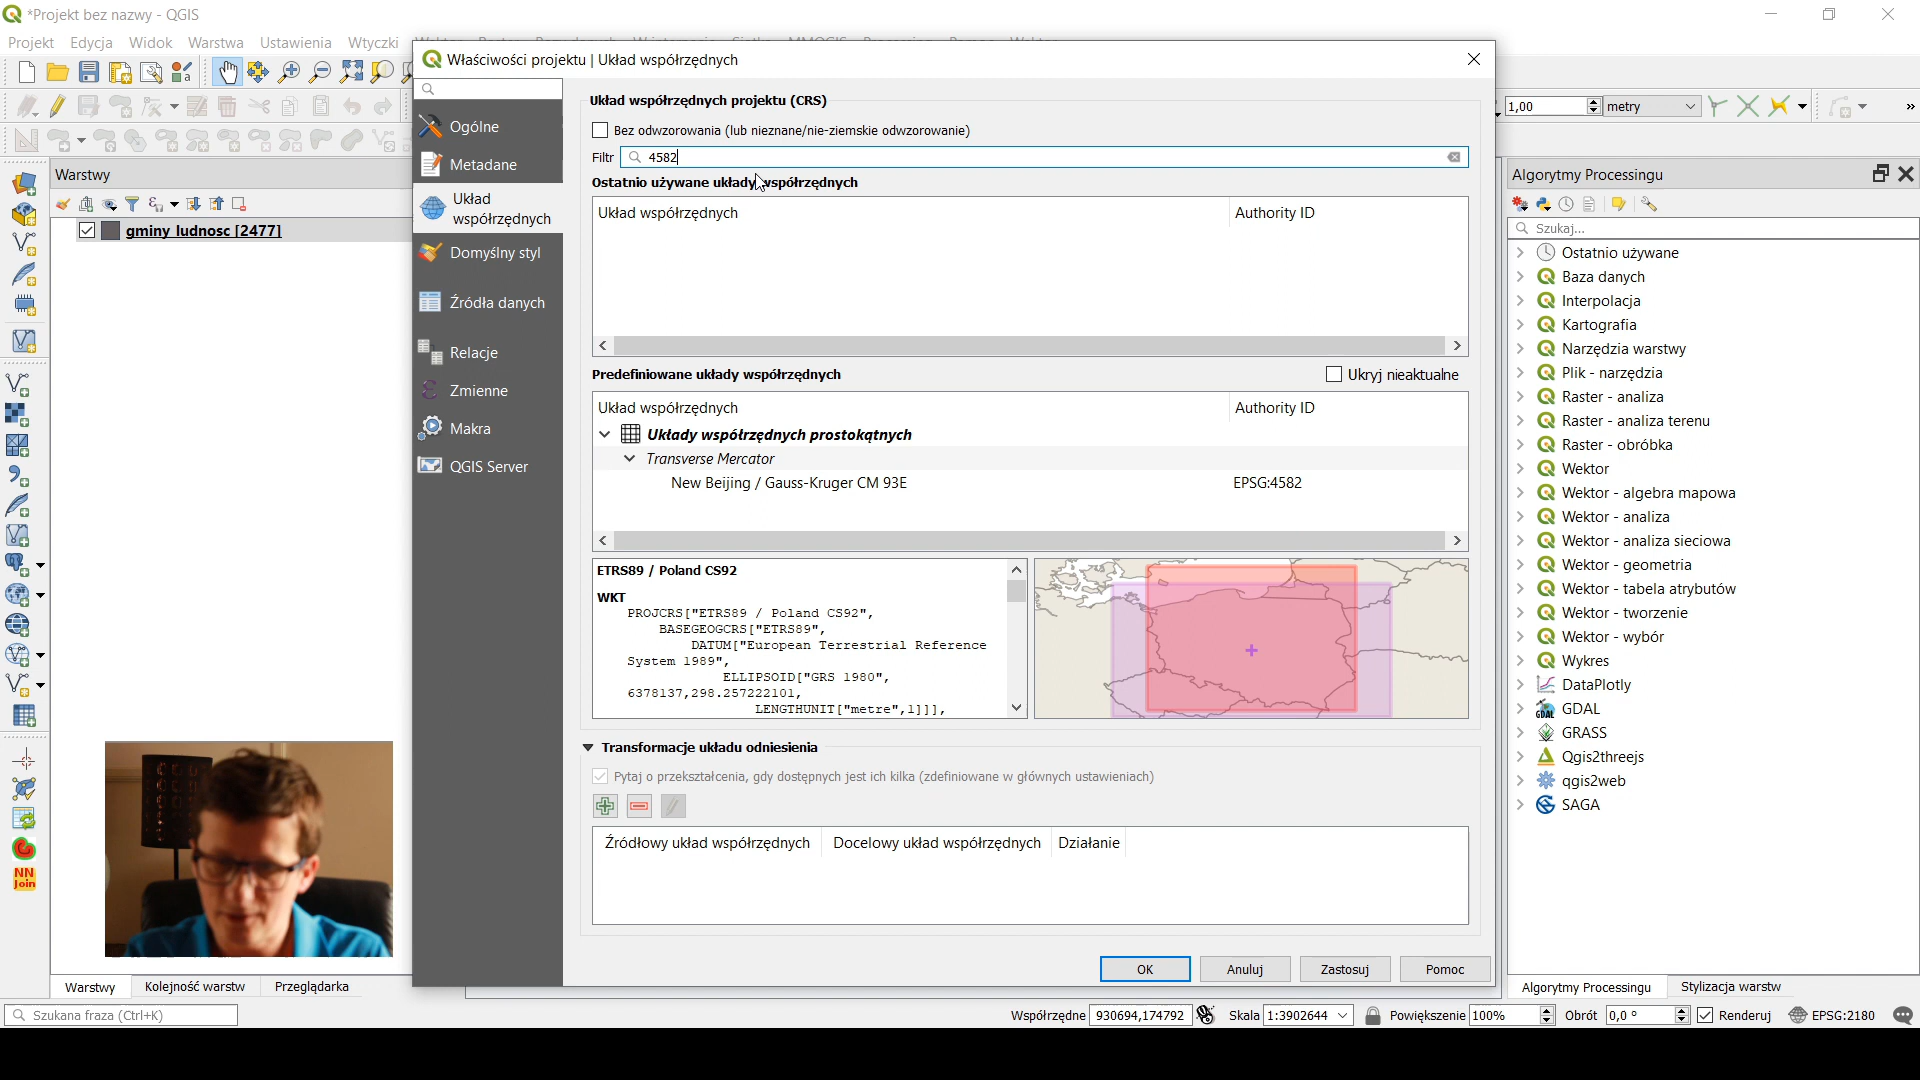 *Projekt bez nazwy - QGIS
Projekt Edycja Widok Warstwa Ustawienia Wtyczki
Właściwości projektu | Układ współrzędnych
Układ współrzędnych projektu (CRS)
Bez odwzorowania (lub nieznane/nie-ziemskie odwzorowanie)
Filtr 4582
Ostatnio używane układy współrzędnych
Układ współrzędnych Authority ID
Predefiniowane układy współrzędnych Ukryj nieaktualne
Układ współrzędnych Authority ID
Układy współrzędnych prostokątnych
Transverse Mercator
New Beijing / Gauss-Kruger CM 93E EPSG:4582
ETRS89 / Poland CS92
WKT
PROJCRS["ETRS89 / Poland CS92",
BASEGEOGCRS["ETRS89",
DATUM["European Terrestrial Reference
System 1989",
ELLIPSOID["GRS 1980",
6378137,298.257222101,
LENGTHUNIT["metre",1]]],
Transformacje układu odniesienia
Pytaj o przekształcenia, gdy dostępnych jest ich kilka (zdefiniowane w głównych ustawieniach)
Źródłowy układ współrzędnych Docelowy układ współrzędnych Działanie
OK Anuluj Zastosuj Pomoc
Ogólne
Metadane
Układ
współrzędnych
Domyślny styl
Źródła danych
Relacje
Zmienne
Makra
QGIS Server
Warstwy
gminy ludnosc [2477]
NN
Join
Warstwy Kolejność warstw Przeglądarka
1,00 metry
»
Algorytmy Processingu
Szukaj...
Ostatnio używane
Baza danych
Interpolacja
Kartografia
Narzędzia warstwy
Plik - narzędzia
Raster - analiza
Raster - analiza terenu
Raster - obróbka
Wektor
Wektor - algebra mapowa
Wektor - analiza
Wektor - analiza sieciowa
Wektor - geometria
Wektor - tabela atrybutów
Wektor - tworzenie
Wektor - wybór
Wykres
DataPlotly
GDAL
GRASS
Qgis2threejs
qgis2web
SAGA
Algorytmy Processingu Stylizacja warstw
Szukana fraza (Ctrl+K) Współrzędne 930694,174792 Skala 1:3902644 Powiększenie 100% Obrót 0,0 ° Renderuj EPSG:2180